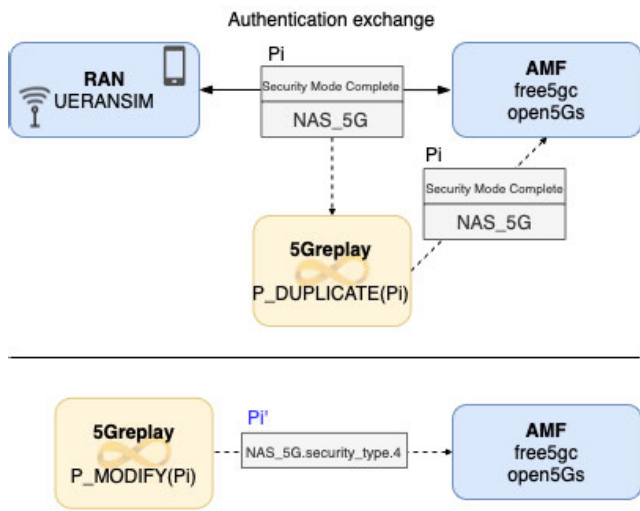 Authentication exchange
RAN
UERANSIM
Pi
Security Mode Complete
NAS_5G
AMF
free5gc
open5Gs
Pi
Security Mode Complete
NAS_5G
5Greplay
P_DUPLICATE(Pi)
5Greplay
P_MODIFY(Pi)
Pi'
NAS_5G.security_type.4
AMF
free5gc
open5Gs